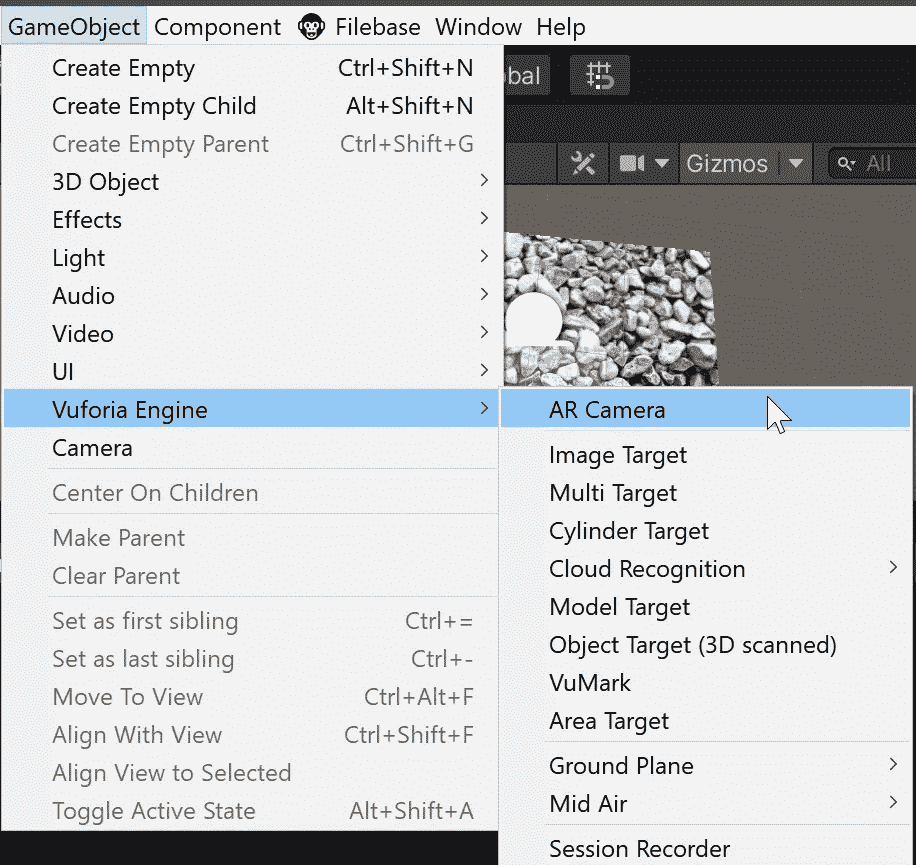 GameObject Component Filebase Window Help
Create Empty Ctrl+Shift+N
Create Empty Child Alt+Shift+N
Create Empty Parent Ctrl+Shift+G
3D Object
Effects
Light
Audio
Video
UI
Vuforia Engine
Camera
Center On Children
Make Parent
Clear Parent
Set as first sibling Ctrl+=
Set as last sibling Ctrl+-
Move To View Ctrl+Alt+F
Align With View Ctrl+Shift+F
Align View to Selected
Toggle Active State Alt+Shift+A
bal
Gizmos All
AR Camera
Image Target
Multi Target
Cylinder Target
Cloud Recognition
Model Target
Object Target (3D scanned)
VuMark
Area Target
Ground Plane
Mid Air
Session Recorder